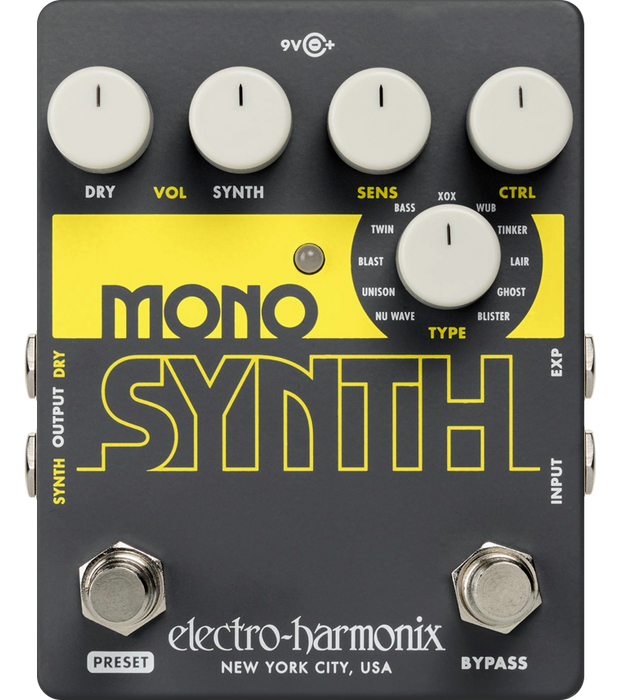 9V +
DRY VOL SYNTH SENS CTRL
XOX
BASS WUB
TWIN TINKER
BLAST LAIR
UNISON GHOST
NU WAVE BLISTER
TYPE
MONO
SYNTH
SYNTH OUTPUT DRY
EXP
INPUT
electro-harmonix
NEW YORK CITY, USA
PRESET
BYPASS